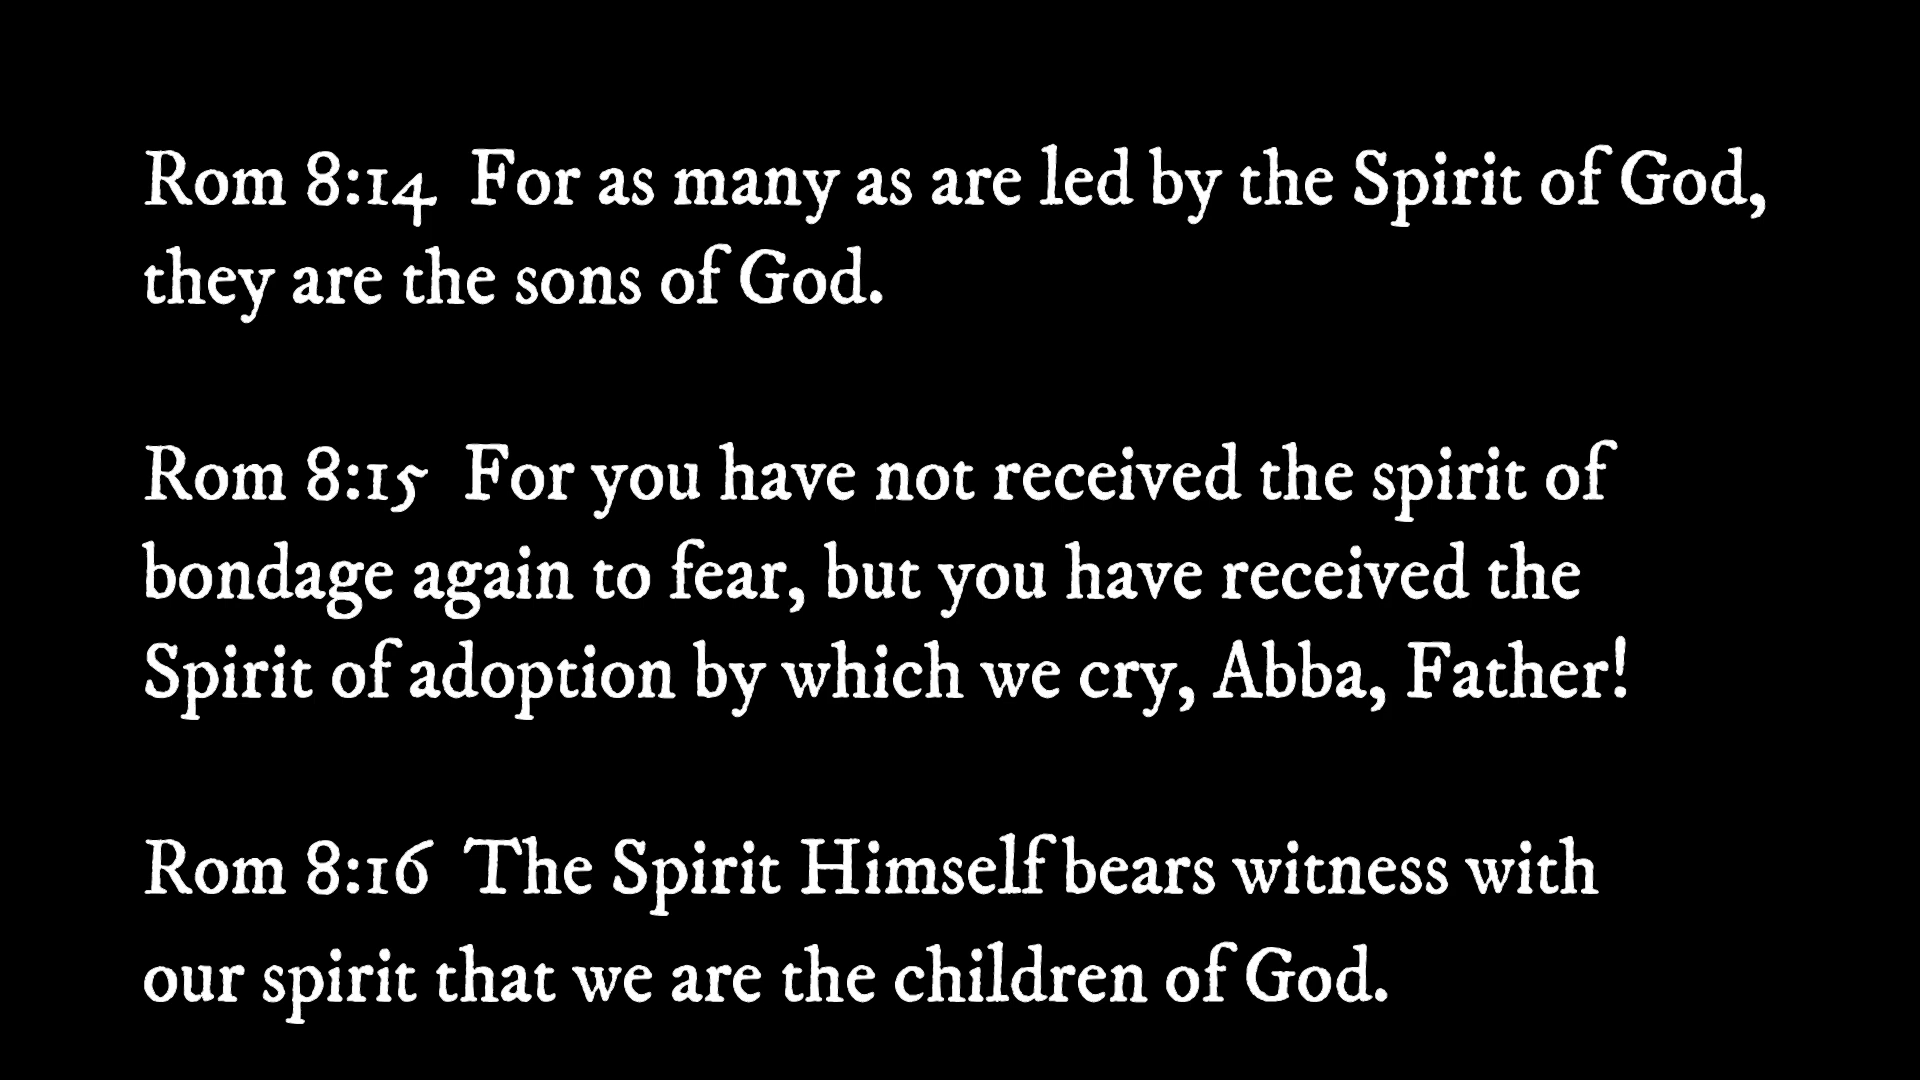 Rom 8:14  For as many as are led by the Spirit of God,
they are the sons of God.
Rom 8:15  For you have not received the spirit of
bondage again to fear, but you have received the
Spirit of adoption by which we cry, Abba, Father!
Rom 8:16  The Spirit Himself bears witness with
our spirit that we are the children of God.